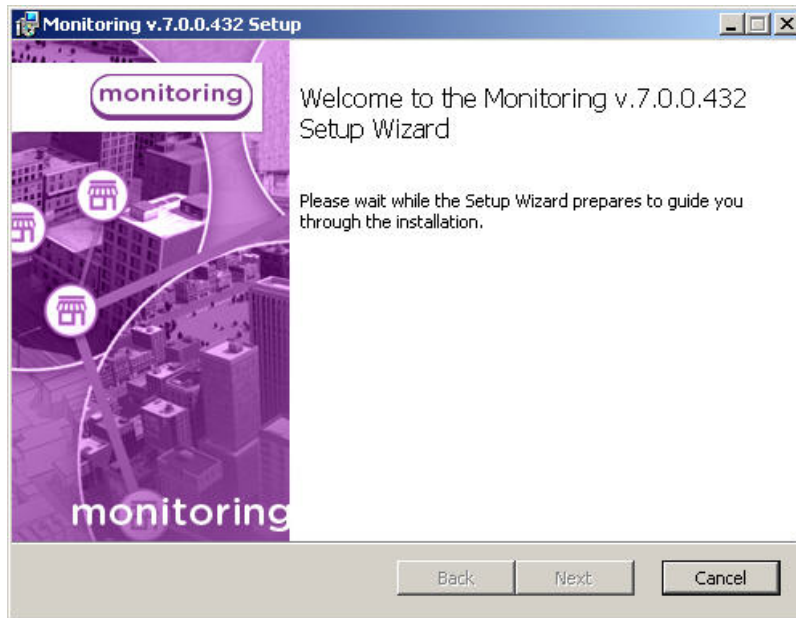 Monitoring v.7.0.0.432 Setup
monitoring
Welcome to the Monitoring v.7.0.0.432
Setup Wizard
Please wait while the Setup Wizard prepares to guide you
through the installation.
monitoring
Back
Next
Cancel